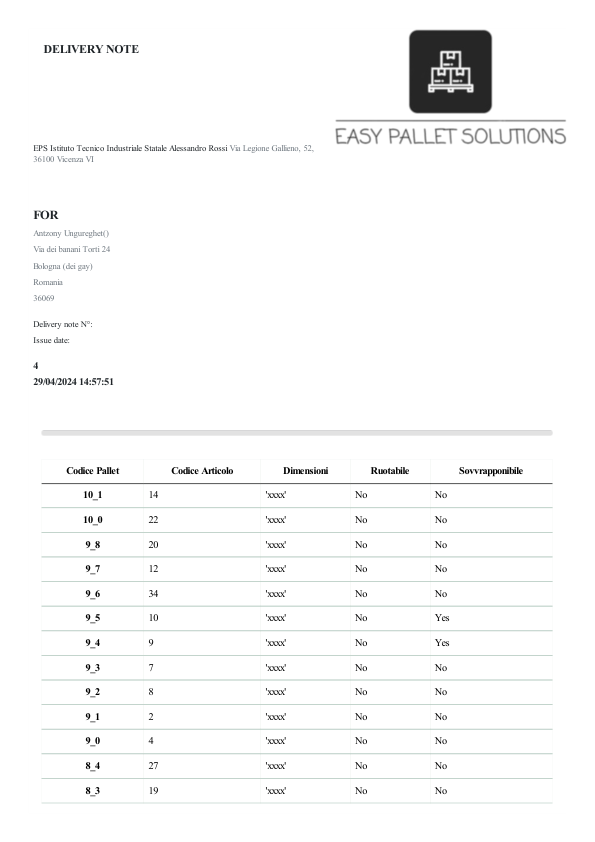 DELIVERY NOTE
EASY PALLET SOLUTIONS
EPS Istituto Tecnico Industriale Statale Alessandro Rossi Via Legione Gallieno, 52,
36100 Vicenza VI
FOR
Antzony Ungureghet()
Via dei banani Torti 24
Bologna (dei gay)
Romania
36069
Delivery note N°:
Issue date:
4
29/04/2024 14:57:51
Codice Pallet Codice Articolo Dimensioni Ruotabile Sovvrapponibile
10_1 14 'xxxx' No No
10_0 22 'xxxx' No No
9_8 20 'xxxx' No No
9_7 12 'xxxx' No No
9_6 34 'xxxx' No No
9_5 10 'xxxx' No Yes
9_4 9 'xxxx' No Yes
9_3 7 'xxxx' No No
9_2 8 'xxxx' No No
9_1 2 'xxxx' No No
9_0 4 'xxxx' No No
8_4 27 'xxxx' No No
8_3 19 'xxxx' No No